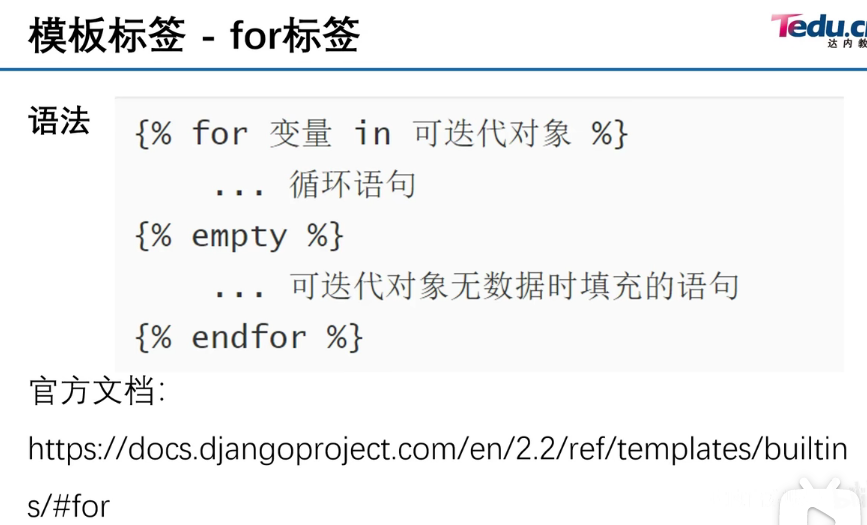 模板标签 - for标签
Tedu.c
达内教
语法
{% for 变量 in 可迭代对象 %}
... 循环语句
{% empty %}
... 可迭代对象无数据时填充的语句
{% endfor %}
官方文档：
https://docs.djangoproject.com/en/2.2/ref/templates/builtin
s/#for